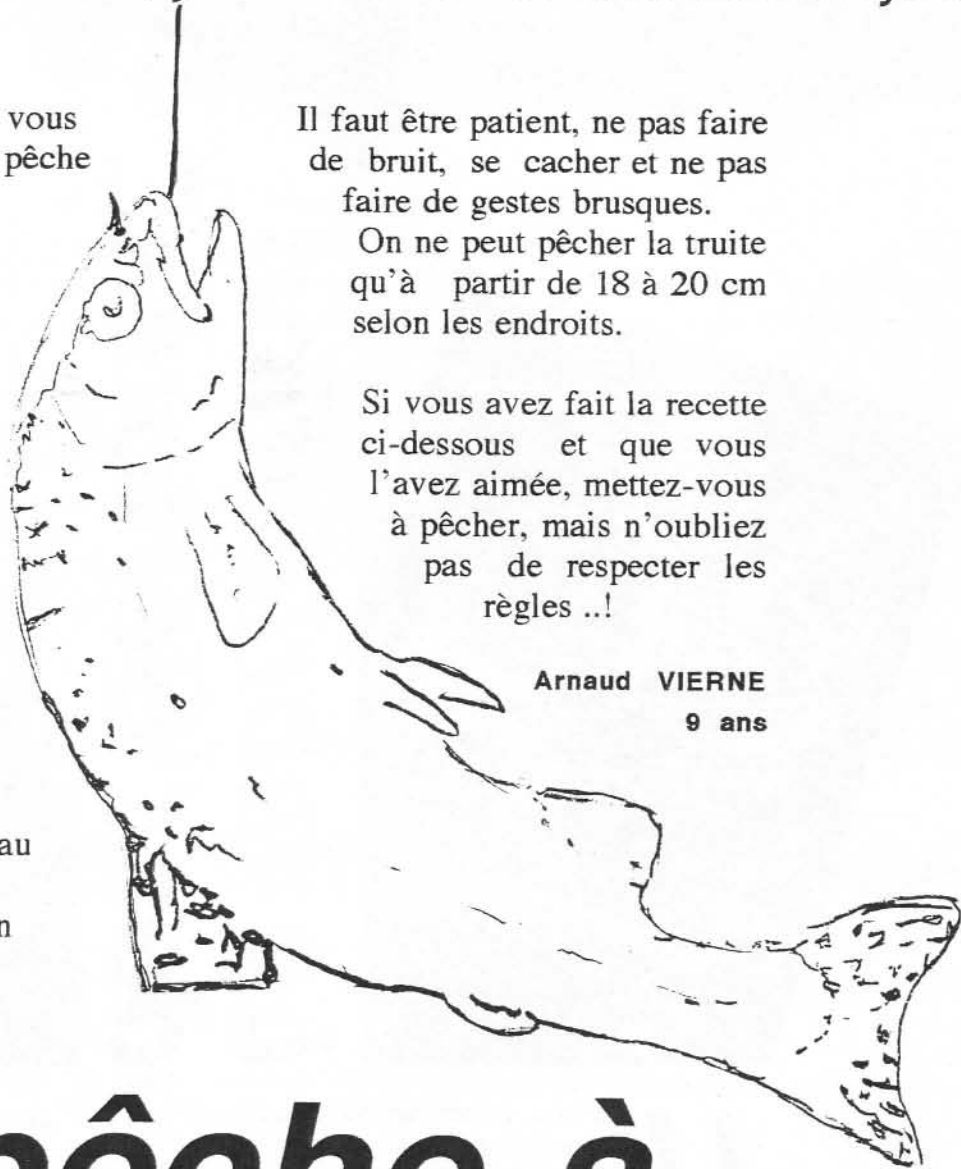 vous
pêche
au
n
Il faut être patient, ne pas faire
de bruit, se cacher et ne pas
faire de gestes brusques.
On ne peut pêcher la truite
qu'à partir de 18 à 20 cm
selon les endroits.
Si vous avez fait la recette
ci-dessous et que vous
l'avez aimée, mettez-vous
à pêcher, mais n'oubliez
pas de respecter les
règles ..!
Arnaud VIERNE
9 ans
pêche à